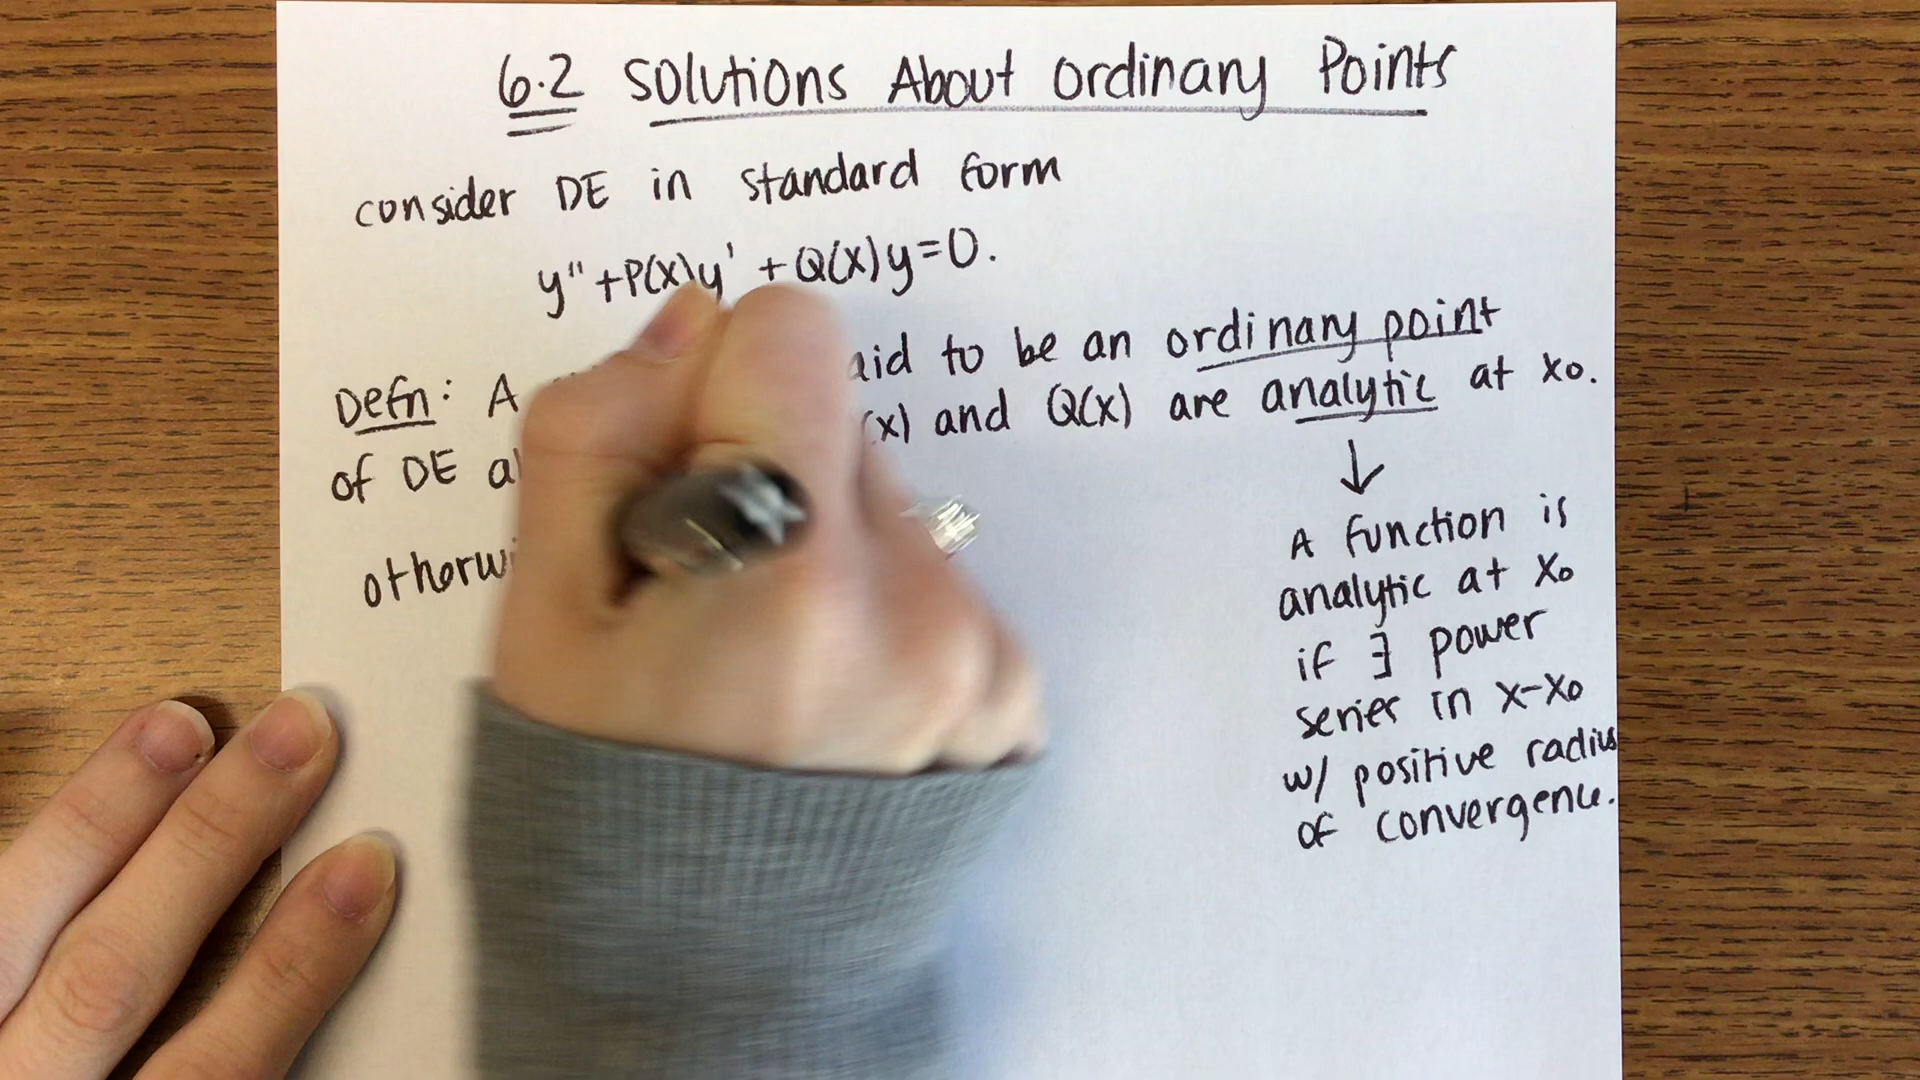 6.2 Solutions About Ordinary Points
consider DE in standard form
y" + P(x)y' + Q(x)y = 0.
Defn: A aid to be an ordinary point
of DE (x) and Q(x) are analytic at x₀.
↓
A function is
analytic at x₀
if ∃ power
series in x-x₀
w/ positive radius
of convergence.
otherwi